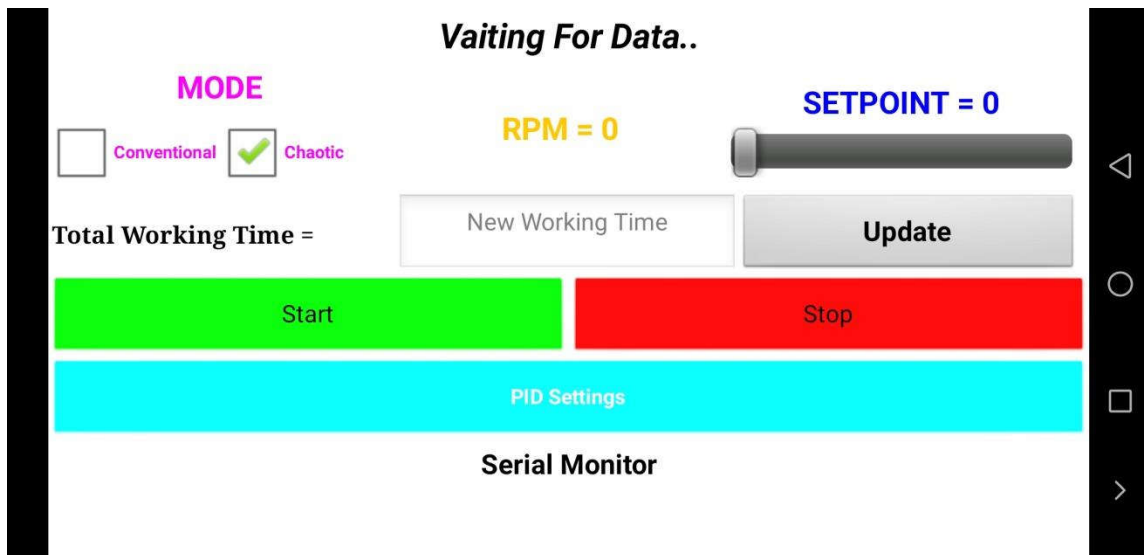 Vaiting For Data..
MODE
Conventional
Chaotic
RPM = 0
SETPOINT = 0
Total Working Time =
New Working Time
Update
Start
Stop
PID Settings
Serial Monitor